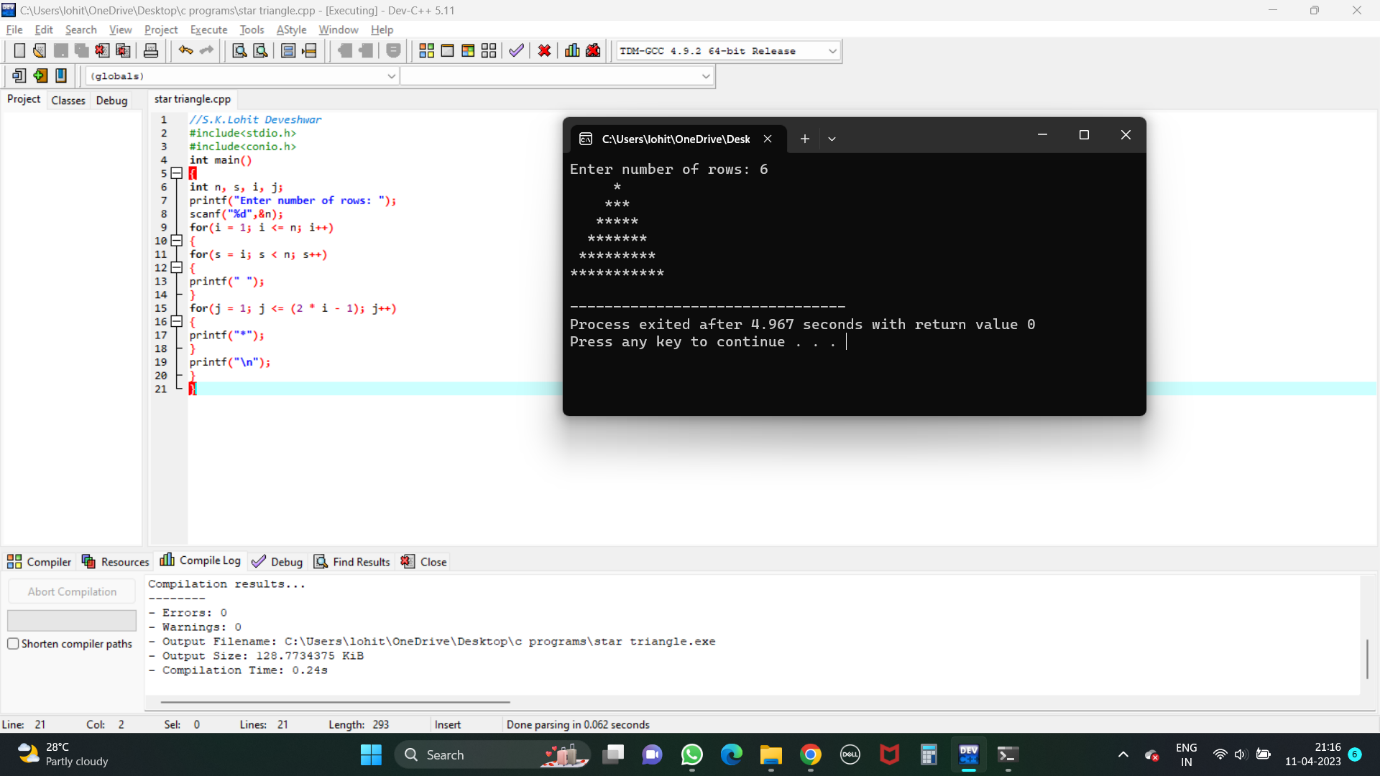 C:\Users\lohit\OneDrive\Desktop\c programs\star triangle.cpp - [Executing] - Dev-C++ 5.11
File Edit Search View Project Execute Tools AStyle Window Help
TDM-GCC 4.9.2 64-bit Release
(globals)
Project Classes Debug star triangle.cpp
1 //S.K.Lohit Deveshwar
2 #include<stdio.h>
3 #include<conio.h>
4 int main()
5 {
6 int n, s, i, j;
7 printf("Enter number of rows: ");
8 scanf("%d",&n);
9 for(i = 1; i <= n; i++)
10 {
11 for(s = i; s < n; s++)
12 {
13 printf(" ");
14 }
15 for(j = 1; j <= (2 * i - 1); j++)
16 {
17 printf("*");
18 }
19 printf("\n");
20 }
21 }
C:\Users\lohit\OneDrive\Desk
Enter number of rows: 6
     *
    ***
   *****
  *******
 *********
***********
--------------------------------
Process exited after 4.967 seconds with return value 0
Press any key to continue . . .
Compiler Resources Compile Log Debug Find Results Close
Abort Compilation
Shorten compiler paths
Compilation results...
--------
- Errors: 0
- Warnings: 0
- Output Filename: C:\Users\lohit\OneDrive\Desktop\c programs\star triangle.exe
- Output Size: 128.7734375 KiB
- Compilation Time: 0.24s
Line: 21 Col: 2 Sel: 0 Lines: 21 Length: 293 Insert Done parsing in 0.062 seconds
28°C
Partly cloudy
Search
DELL
DEV
ENG
IN
21:16
11-04-2023
6